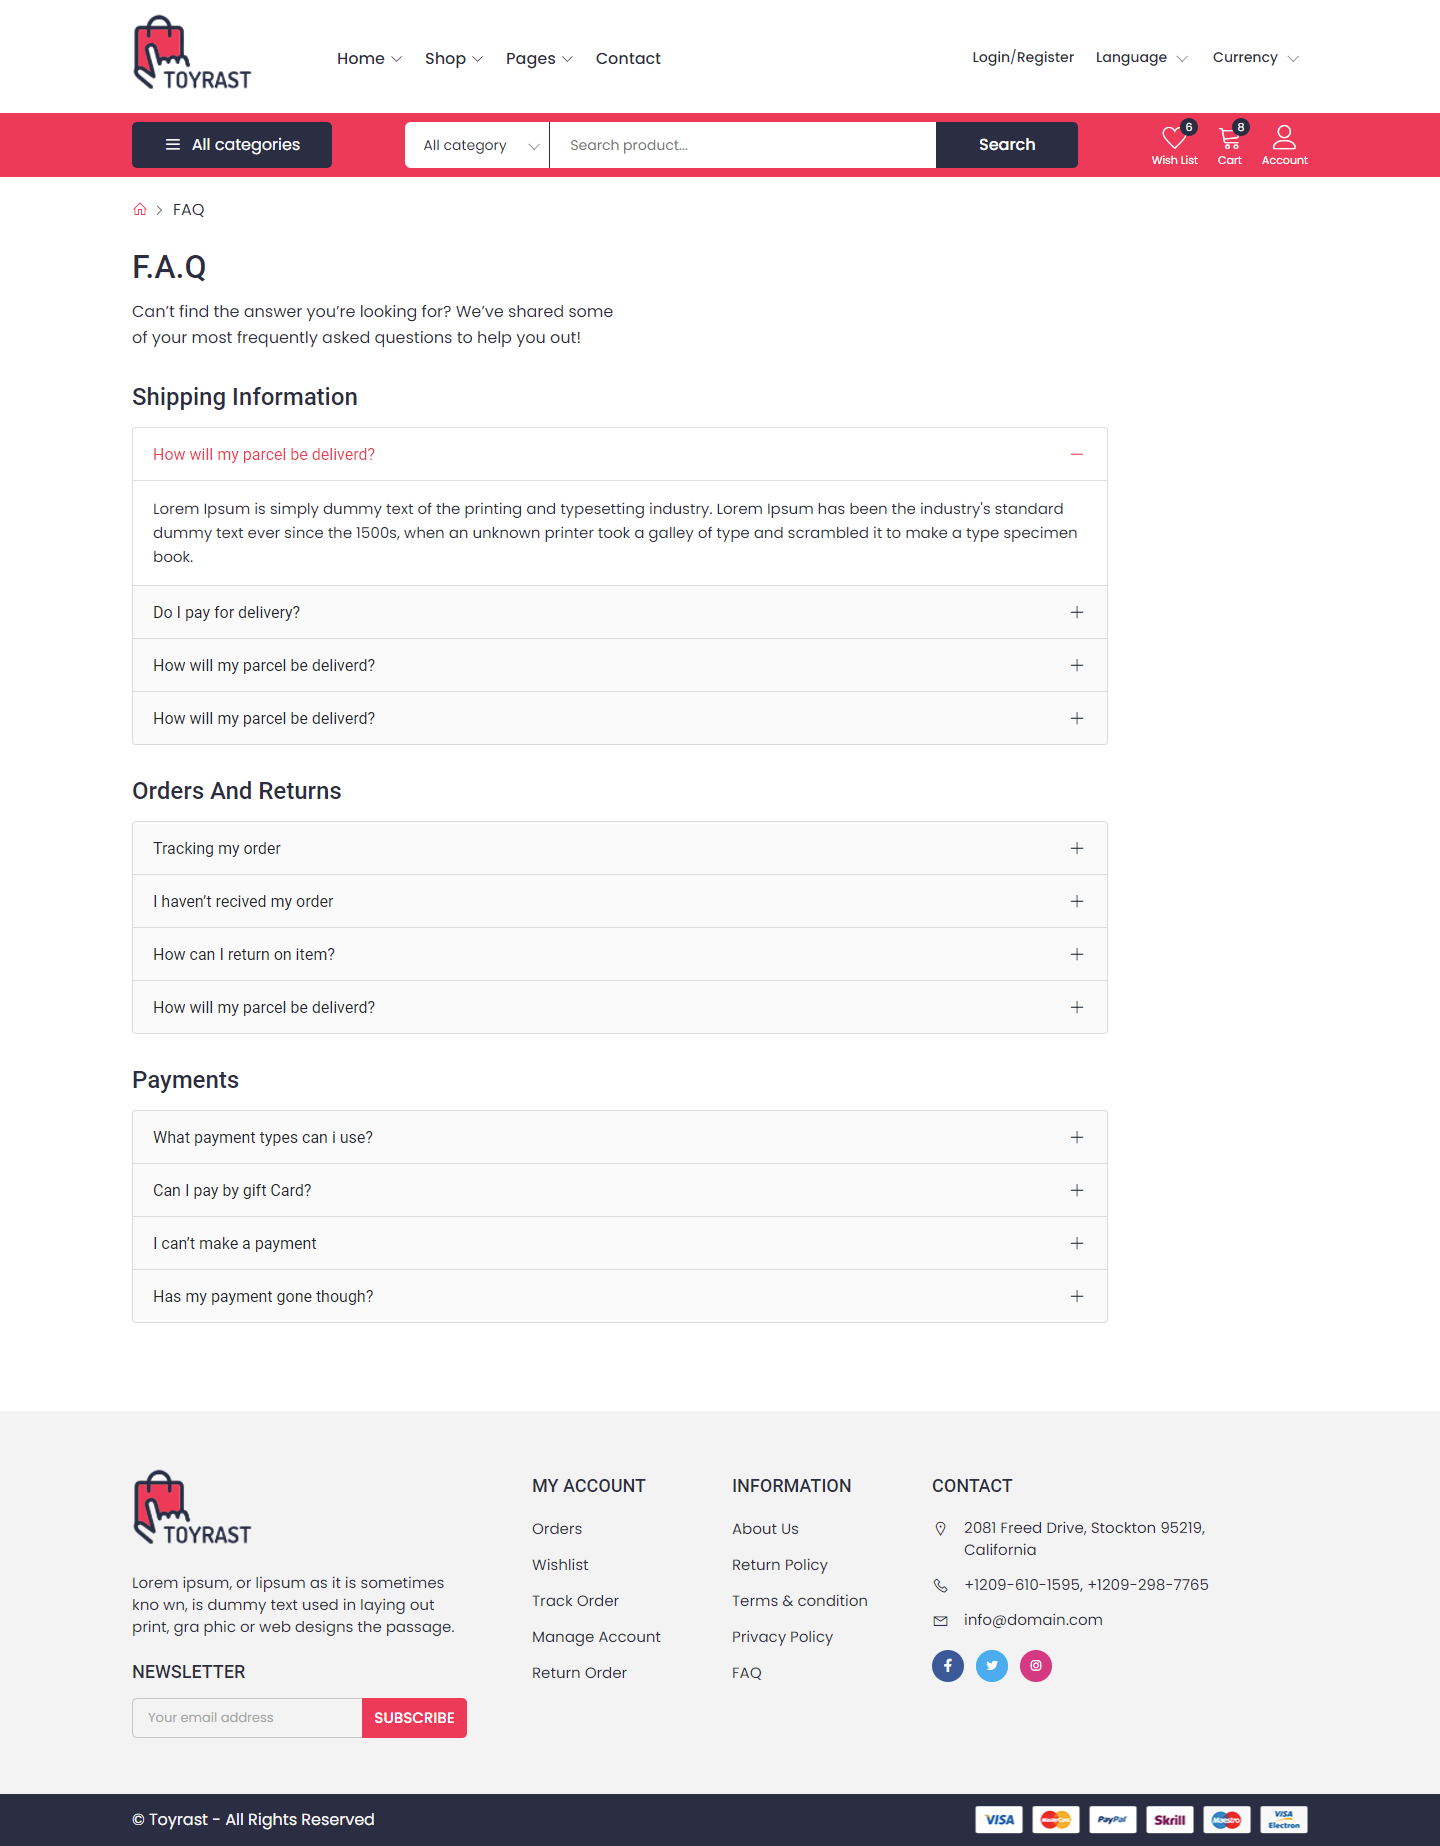 TOYRAST
Home Shop Pages Contact
Login/Register Language Currency
All categories
All category Search product... Search
6 8
Wish List Cart Account
FAQ
F.A.Q
Can’t find the answer you’re looking for? We’ve shared some
of your most frequently asked questions to help you out!
Shipping Information
How will my parcel be deliverd?
Lorem Ipsum is simply dummy text of the printing and typesetting industry. Lorem Ipsum has been the industry's standard
dummy text ever since the 1500s, when an unknown printer took a galley of type and scrambled it to make a type specimen
book.
Do I pay for delivery?
How will my parcel be deliverd?
How will my parcel be deliverd?
Orders And Returns
Tracking my order
I haven’t recived my order
How can I return on item?
How will my parcel be deliverd?
Payments
What payment types can i use?
Can I pay by gift Card?
I can’t make a payment
Has my payment gone though?
TOYRAST
Lorem ipsum, or lipsum as it is sometimes
kno wn, is dummy text used in laying out
print, gra phic or web designs the passage.
NEWSLETTER
Your email address SUBSCRIBE
MY ACCOUNT
Orders
Wishlist
Track Order
Manage Account
Return Order
INFORMATION
About Us
Return Policy
Terms & condition
Privacy Policy
FAQ
CONTACT
2081 Freed Drive, Stockton 95219,
California
+1209-610-1595, +1209-298-7765
info@domain.com
© Toyrast - All Rights Reserved
VISA MasterCard PayPal Skrill Maestro VISA Electron